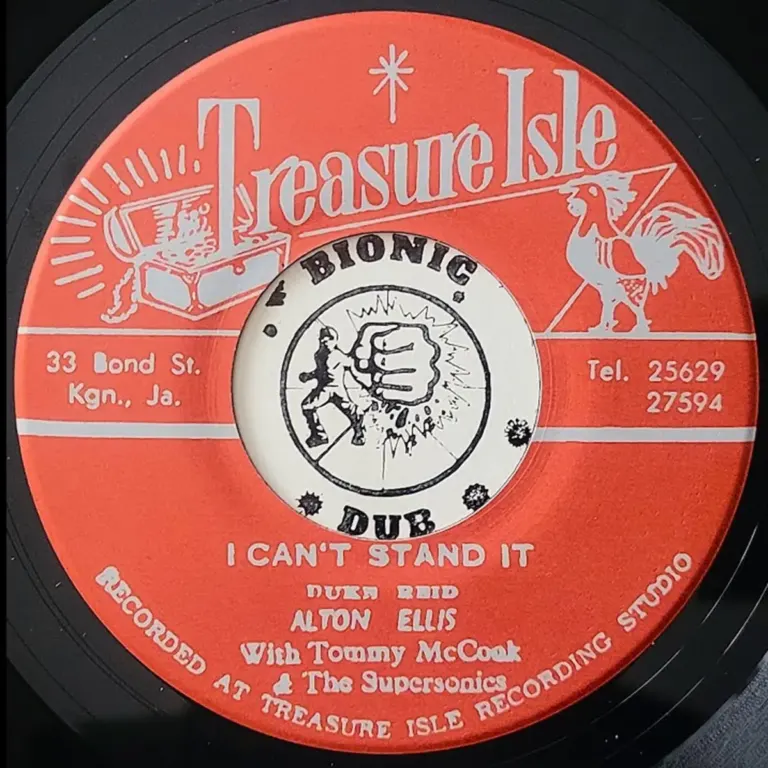 Treasure Isle
BIONIC
33 Bond St.
Kgn., Ja.
Tel. 25629
27594
DUB
I CAN'T STAND IT
DUKE REID
ALTON ELLIS
With Tommy McCook
& The Supersonics
RECORDED AT TREASURE ISLE RECORDING STUDIO